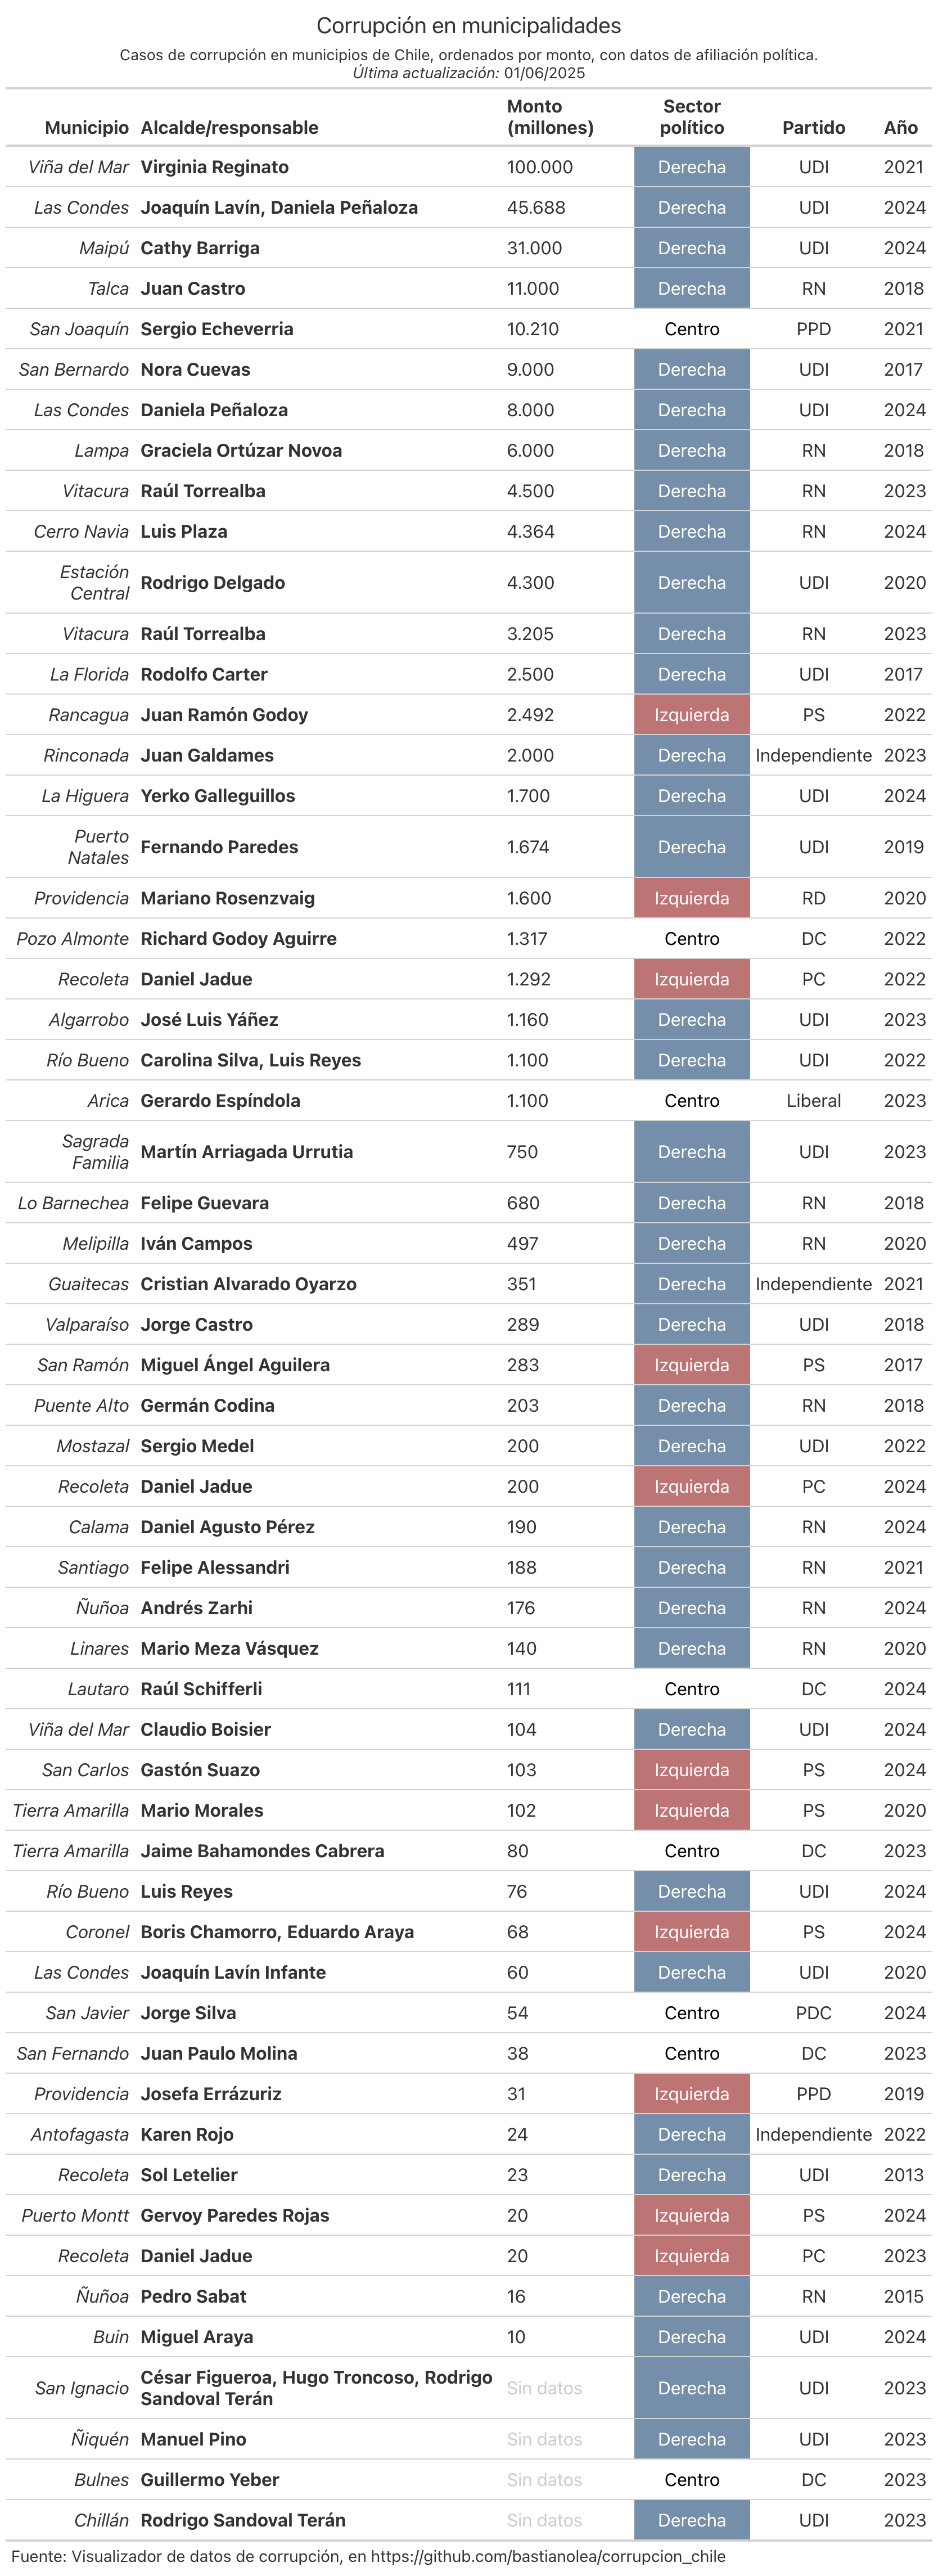 Corrupción en municipalidades
Casos de corrupción en municipios de Chile, ordenados por monto, con datos de afiliación política.
Última actualización: 01/06/2025
Municipio Alcalde/responsable Monto (millones) Sector político Partido Año
Viña del Mar Virginia Reginato 100.000 Derecha UDI 2021
Las Condes Joaquín Lavín, Daniela Peñaloza 45.688 Derecha UDI 2024
Maipú Cathy Barriga 31.000 Derecha UDI 2024
Talca Juan Castro 11.000 Derecha RN 2018
San Joaquín Sergio Echeverria 10.210 Centro PPD 2021
San Bernardo Nora Cuevas 9.000 Derecha UDI 2017
Las Condes Daniela Peñaloza 8.000 Derecha UDI 2024
Lampa Graciela Ortúzar Novoa 6.000 Derecha RN 2018
Vitacura Raúl Torrealba 4.500 Derecha RN 2023
Cerro Navia Luis Plaza 4.364 Derecha RN 2024
Estación Central Rodrigo Delgado 4.300 Derecha UDI 2020
Vitacura Raúl Torrealba 3.205 Derecha RN 2023
La Florida Rodolfo Carter 2.500 Derecha UDI 2017
Rancagua Juan Ramón Godoy 2.492 Izquierda PS 2022
Rinconada Juan Galdames 2.000 Derecha Independiente 2023
La Higuera Yerko Galleguillos 1.700 Derecha UDI 2024
Puerto Natales Fernando Paredes 1.674 Derecha UDI 2019
Providencia Mariano Rosenzvaig 1.600 Izquierda RD 2020
Pozo Almonte Richard Godoy Aguirre 1.317 Centro DC 2022
Recoleta Daniel Jadue 1.292 Izquierda PC 2022
Algarrobo José Luis Yáñez 1.160 Derecha UDI 2023
Río Bueno Carolina Silva, Luis Reyes 1.100 Derecha UDI 2022
Arica Gerardo Espíndola 1.100 Centro Liberal 2023
Sagrada Familia Martín Arriagada Urrutia 750 Derecha UDI 2023
Lo Barnechea Felipe Guevara 680 Derecha RN 2018
Melipilla Iván Campos 497 Derecha RN 2020
Guaitecas Cristian Alvarado Oyarzo 351 Derecha Independiente 2021
Valparaíso Jorge Castro 289 Derecha UDI 2018
San Ramón Miguel Ángel Aguilera 283 Izquierda PS 2017
Puente Alto Germán Codina 203 Derecha RN 2018
Mostazal Sergio Medel 200 Derecha UDI 2022
Recoleta Daniel Jadue 200 Izquierda PC 2024
Calama Daniel Agusto Pérez 190 Derecha RN 2024
Santiago Felipe Alessandri 188 Derecha RN 2021
Ñuñoa Andrés Zarhi 176 Derecha RN 2024
Linares Mario Meza Vásquez 140 Derecha RN 2020
Lautaro Raúl Schifferli 111 Centro DC 2024
Viña del Mar Claudio Boisier 104 Derecha UDI 2024
San Carlos Gastón Suazo 103 Izquierda PS 2024
Tierra Amarilla Mario Morales 102 Izquierda PS 2020
Tierra Amarilla Jaime Bahamondes Cabrera 80 Centro DC 2023
Río Bueno Luis Reyes 76 Derecha UDI 2024
Coronel Boris Chamorro, Eduardo Araya 68 Izquierda PS 2024
Las Condes Joaquín Lavín Infante 60 Derecha UDI 2020
San Javier Jorge Silva 54 Centro PDC 2024
San Fernando Juan Paulo Molina 38 Centro DC 2023
Providencia Josefa Errázuriz 31 Izquierda PPD 2019
Antofagasta Karen Rojo 24 Derecha Independiente 2022
Recoleta Sol Letelier 23 Derecha UDI 2013
Puerto Montt Gervoy Paredes Rojas 20 Izquierda PS 2024
Recoleta Daniel Jadue 20 Izquierda PC 2023
Ñuñoa Pedro Sabat 16 Derecha RN 2015
Buin Miguel Araya 10 Derecha UDI 2024
San Ignacio César Figueroa, Hugo Troncoso, Rodrigo Sandoval Terán Sin datos Derecha UDI 2023
Ñiquén Manuel Pino Sin datos Derecha UDI 2023
Bulnes Guillermo Yeber Sin datos Centro DC 2023
Chillán Rodrigo Sandoval Terán Sin datos Derecha UDI 2023
Fuente: Visualizador de datos de corrupción, en https://github.com/bastianolea/corrupcion_chile